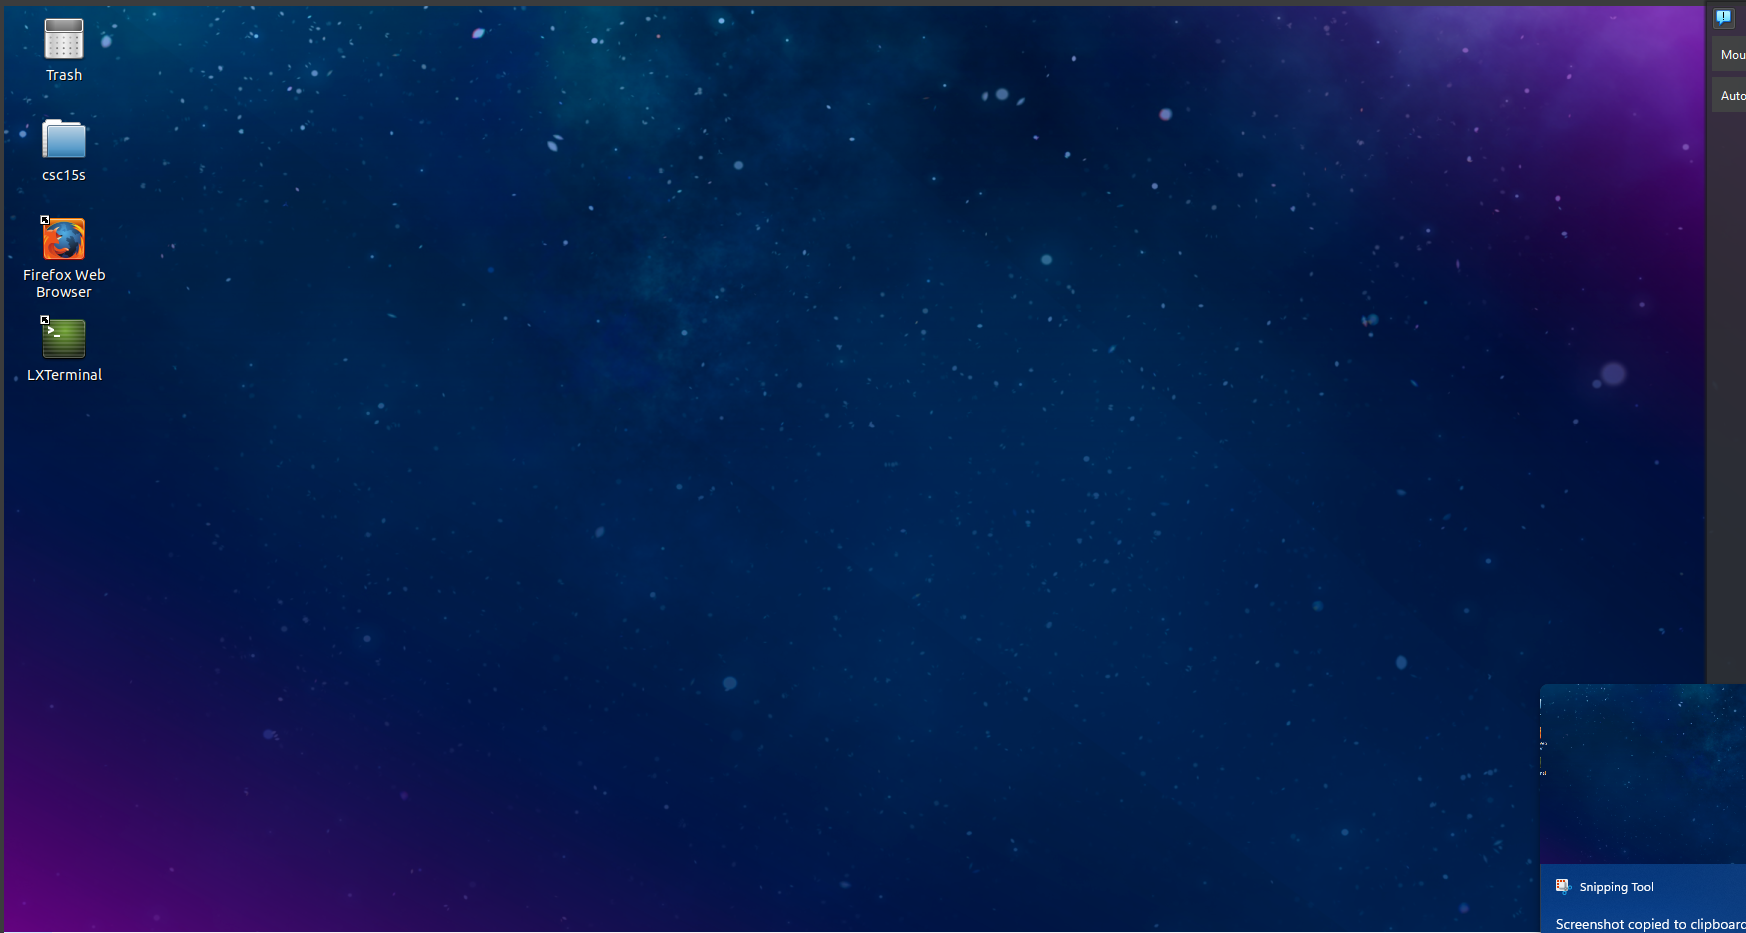 Trash
csc15s
Firefox Web
Browser
>_
LXTerminal
Mou
Auto
Snipping Tool
Screenshot copied to clipboard